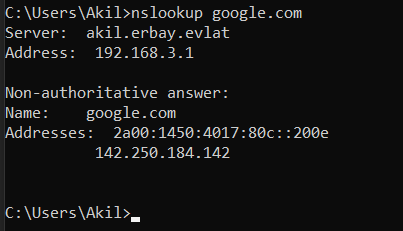 C:\Users\Akil>nslookup google.com
Server:  akil.erbay.evlat
Address:  192.168.3.1

Non-authoritative answer:
Name:    google.com
Addresses:  2a00:1450:4017:80c::200e
          142.250.184.142


C:\Users\Akil>